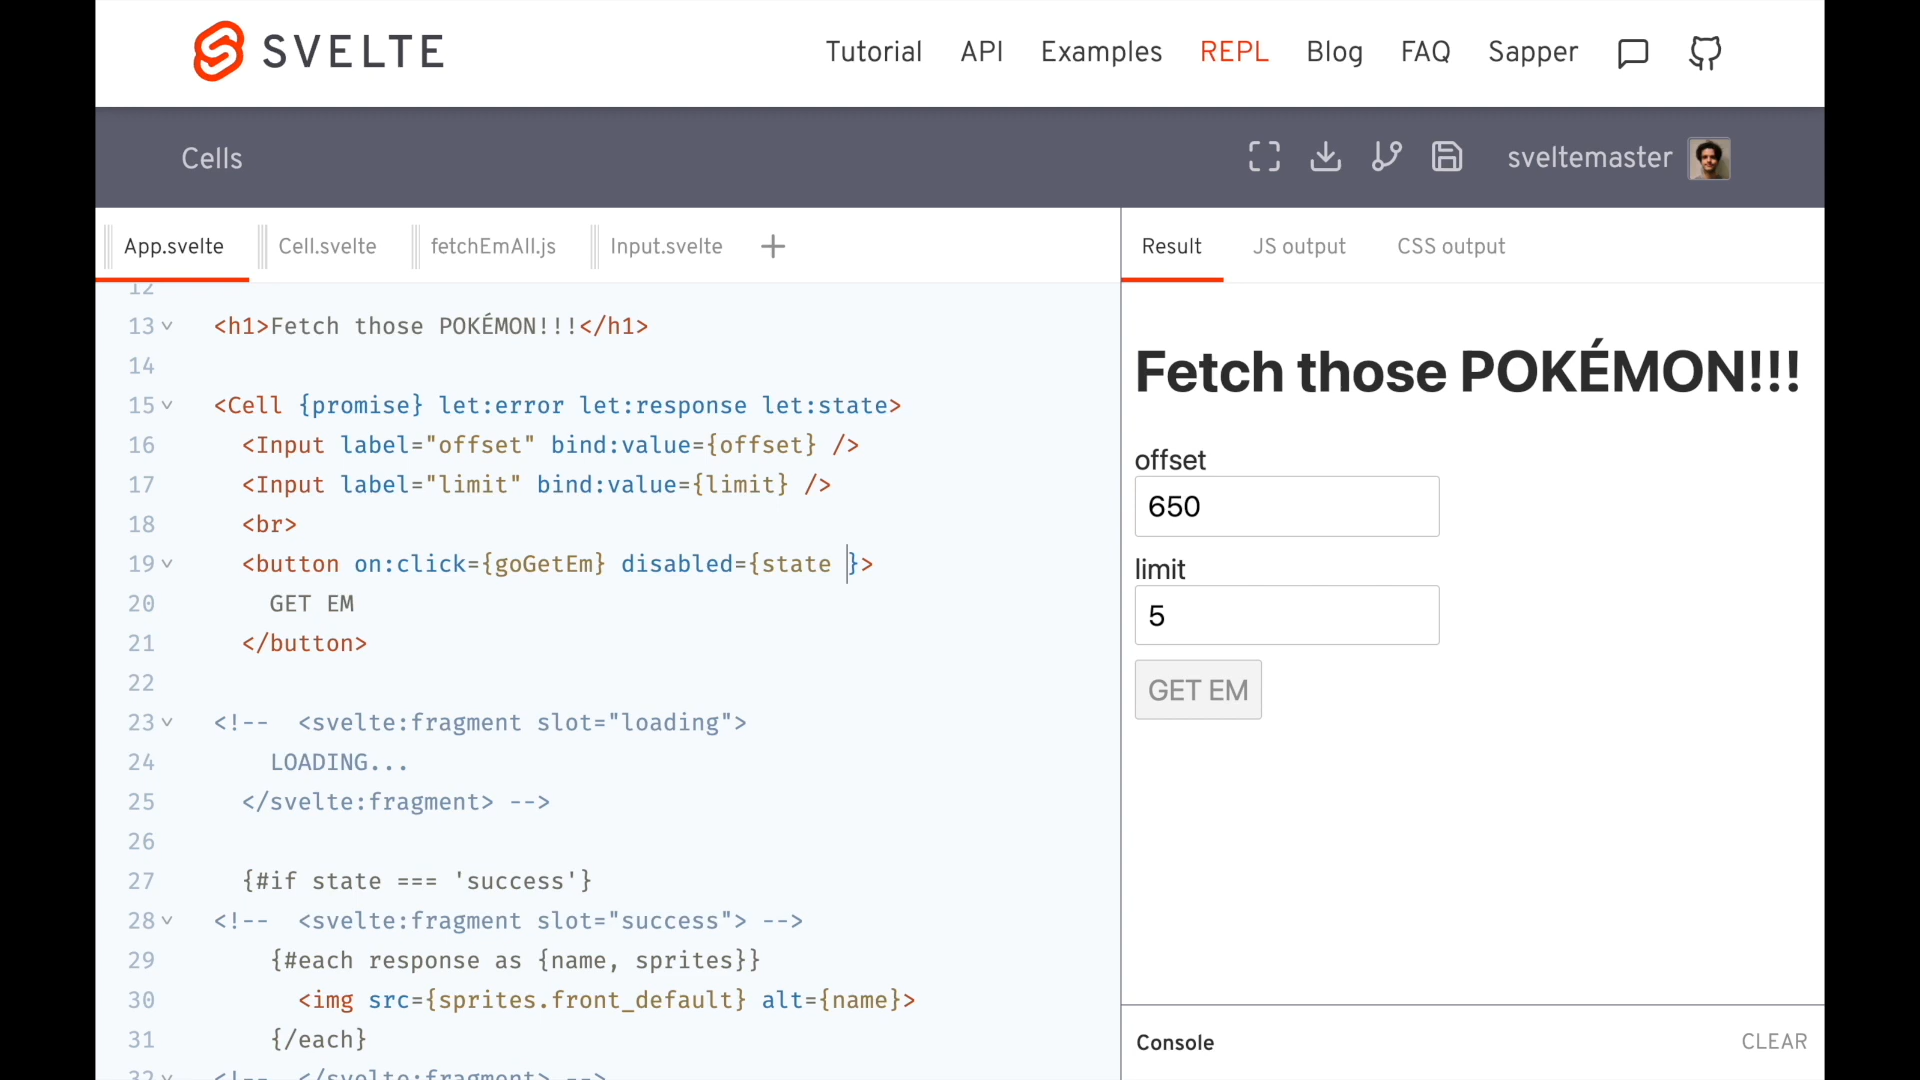 SVELTE
Tutorial API Examples REPL Blog FAQ Sapper
Cells
sveltemaster
App.svelte Cell.svelte fetchEmAll.js Input.svelte +
Result JS output CSS output
12
13 <h1>Fetch those POKÉMON!!!</h1>
14
15 <Cell {promise} let:error let:response let:state>
16 <Input label="offset" bind:value={offset} />
17 <Input label="limit" bind:value={limit} />
18 <br>
19 <button on:click={goGetEm} disabled={state }>
20 GET EM
21 </button>
22
23 <!-- <svelte:fragment slot="loading">
24 LOADING...
25 </svelte:fragment> -->
26
27 {#if state === 'success'}
28 <!-- <svelte:fragment slot="success"> -->
29 {#each response as {name, sprites}}
30 <img src={sprites.front_default} alt={name}>
31 {/each}
32 <!-- </svelte:fragment> -->
Fetch those POKÉMON!!!
offset
650
limit
5
GET EM
Console CLEAR